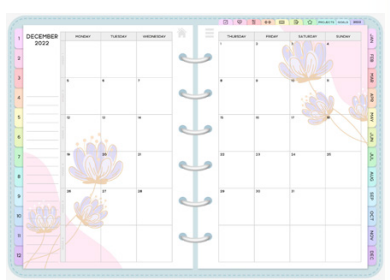 PROJECTS GOALS
DECEMBER
2022
MONDAY TUESDAY WEDNESDAY THURSDAY FRIDAY SATURDAY SUNDAY
1 2 3 4
5 6 7 8 9 10 11
12 13 14 15 16 17 18
19 20 21 22 23 24 25
26 27 28 29 30 31
1
2
3
4
5
6
7
8
9
10
11
12
JAN
FEB
MAR
APR
MAY
JUN
JUL
AUG
SEP
OCT
NOV
DEC